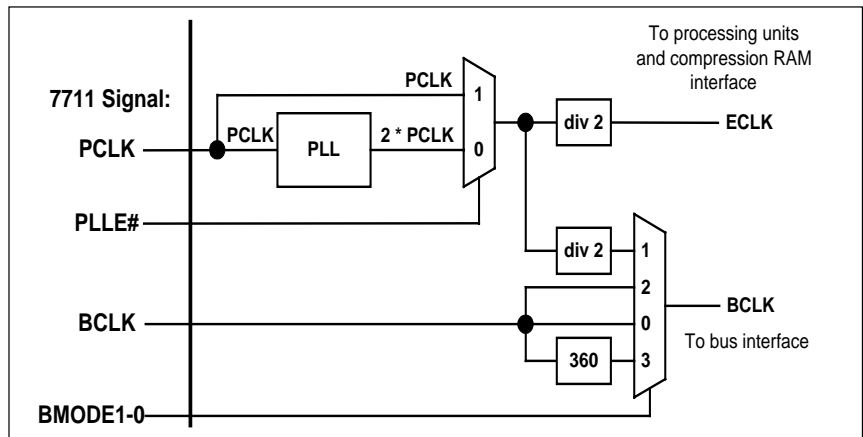 To processing units
and compression RAM
interface
7711 Signal:
PCLK
1
PCLK
PCLK
PLL
2 * PCLK
0
div 2
ECLK
PLLE#
div 2
1
2
BCLK
BCLK
0
To bus interface
360
3
BMODE1-0